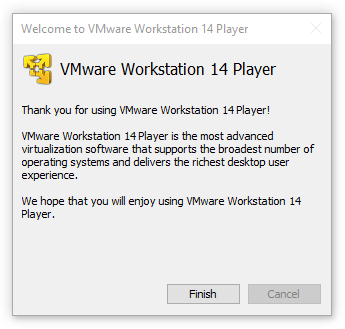 Welcome to VMware Workstation 14 Player
VMware Workstation 14 Player
Thank you for using VMware Workstation 14 Player!
VMware Workstation 14 Player is the most advanced
virtualization software that supports the broadest number of
operating systems and delivers the richest desktop user
experience.
We hope that you will enjoy using VMware Workstation 14
Player.
Finish
Cancel